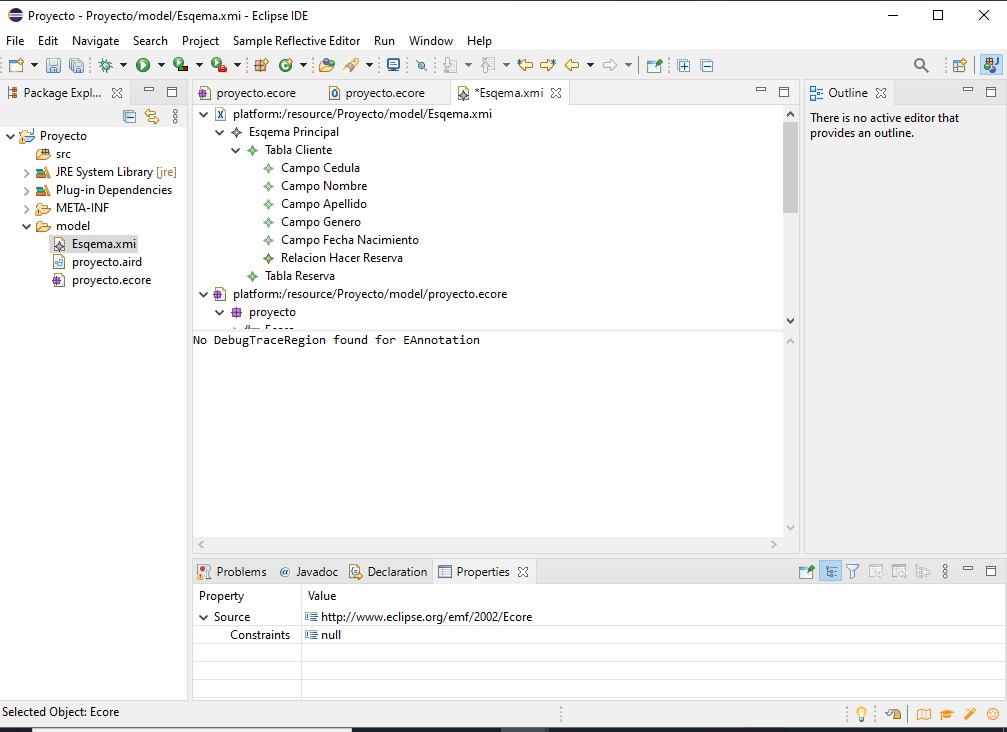 Proyecto - Proyecto/model/Esqema.xmi - Eclipse IDE
File Edit Navigate Search Project Sample Reflective Editor Run Window Help
Package Expl...
Proyecto
src
JRE System Library [jre]
Plug-in Dependencies
META-INF
model
Esqema.xmi
proyecto.aird
proyecto.ecore
proyecto.ecore proyecto.ecore *Esqema.xmi
platform:/resource/Proyecto/model/Esqema.xmi
Esqema Principal
Tabla Cliente
Campo Cedula
Campo Nombre
Campo Apellido
Campo Genero
Campo Fecha Nacimiento
Relacion Hacer Reserva
Tabla Reserva
platform:/resource/Proyecto/model/proyecto.ecore
proyecto
Ecore
No DebugTraceRegion found for EAnnotation
Outline
There is no active editor that
provides an outline.
Problems @ Javadoc Declaration Properties
Property Value
Source http://www.eclipse.org/emf/2002/Ecore
Constraints null
Selected Object: Ecore